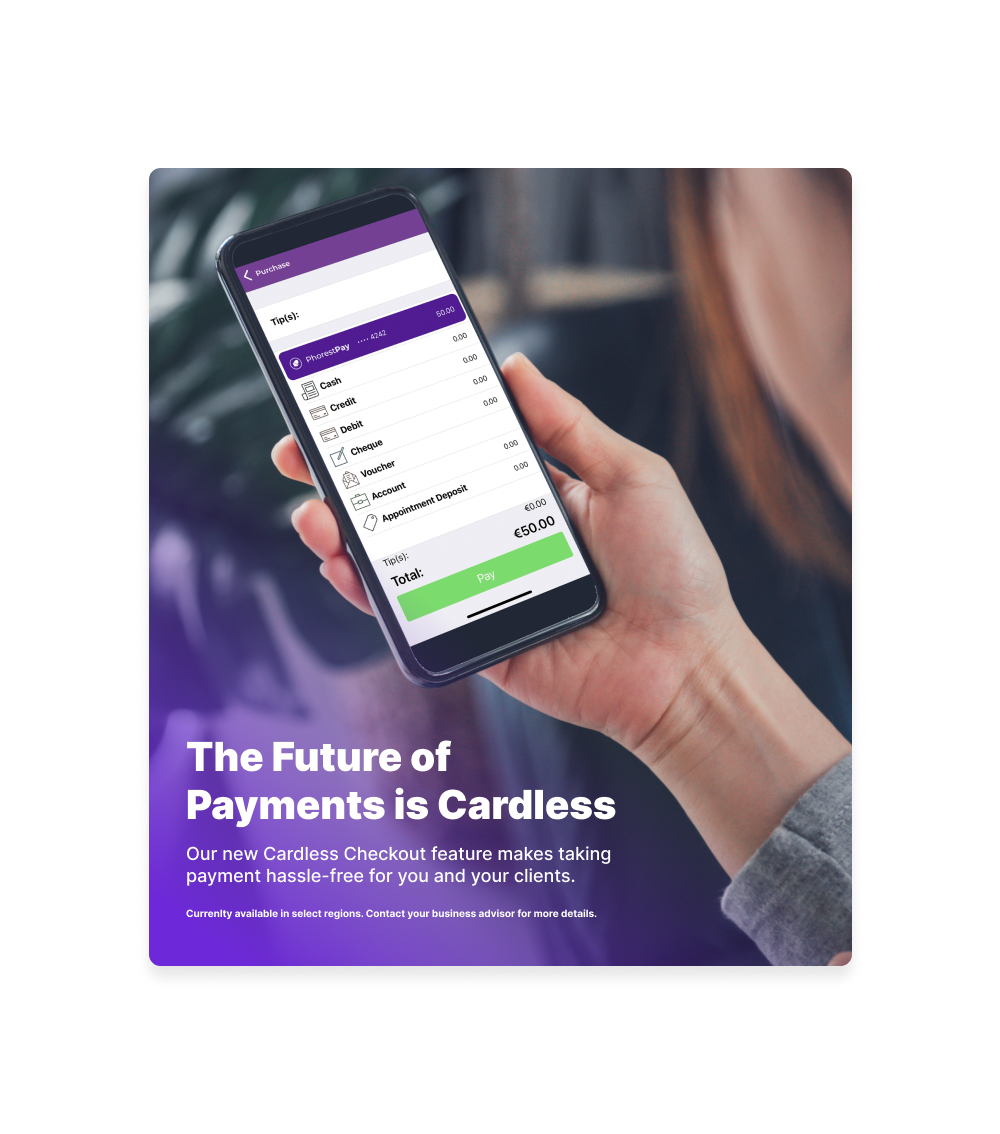 Purchase
Tip(s):
PhorestPay •••• 4242 50.00
Cash 0.00
Credit 0.00
Debit 0.00
Cheque 0.00
Voucher
Account 0.00
Appointment Deposit 0.00
Tip(s): €0.00
Total: €50.00
Pay
The Future of
Payments is Cardless
Our new Cardless Checkout feature makes taking
payment hassle-free for you and your clients.
Currenlty available in select regions. Contact your business advisor for more details.